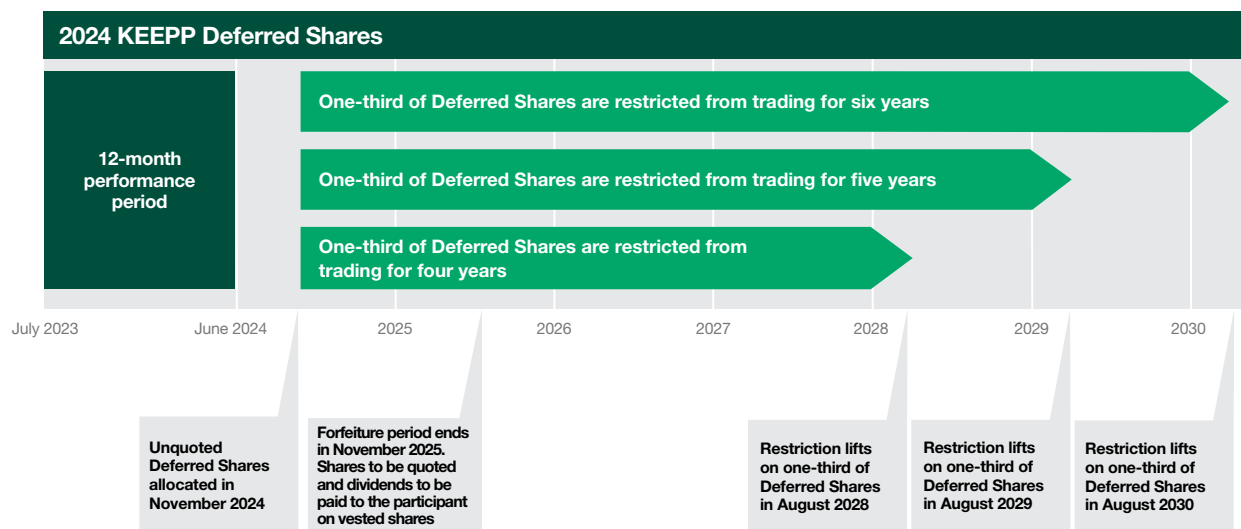 2024 KEEPP Deferred Shares
12-month
performance
period
One-third of Deferred Shares are restricted from trading for six years
One-third of Deferred Shares are restricted from trading for five years
One-third of Deferred Shares are restricted from
trading for four years
July 2023
June 2024
2025
2026
2027
2028
2029
2030
Unquoted
Deferred Shares
allocated in
November 2024
Forfeiture period ends
in November 2025.
Shares to be quoted
and dividends to be
paid to the participant
on vested shares
Restriction lifts
on one-third of
Deferred Shares
in August 2028
Restriction lifts
on one-third of
Deferred Shares
in August 2029
Restriction lifts
on one-third of
Deferred Shares
in August 2030